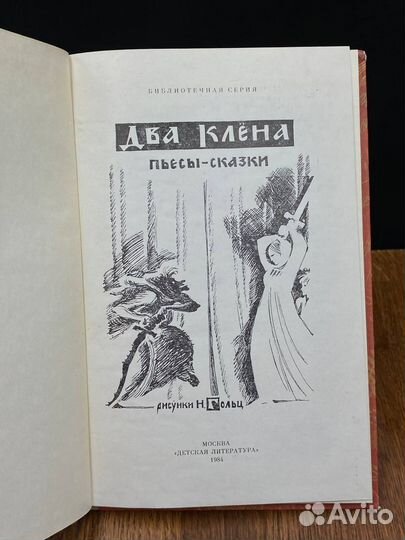 БИБЛИОТЕЧНАЯ СЕРИЯ
ДВА КЛЁНА
ПЬЕСЫ-СКАЗКИ
РИСУНКИ Н. ГОЛЬЦ
МОСКВА
«ДЕТСКАЯ ЛИТЕРАТУРА»
1984
Avito